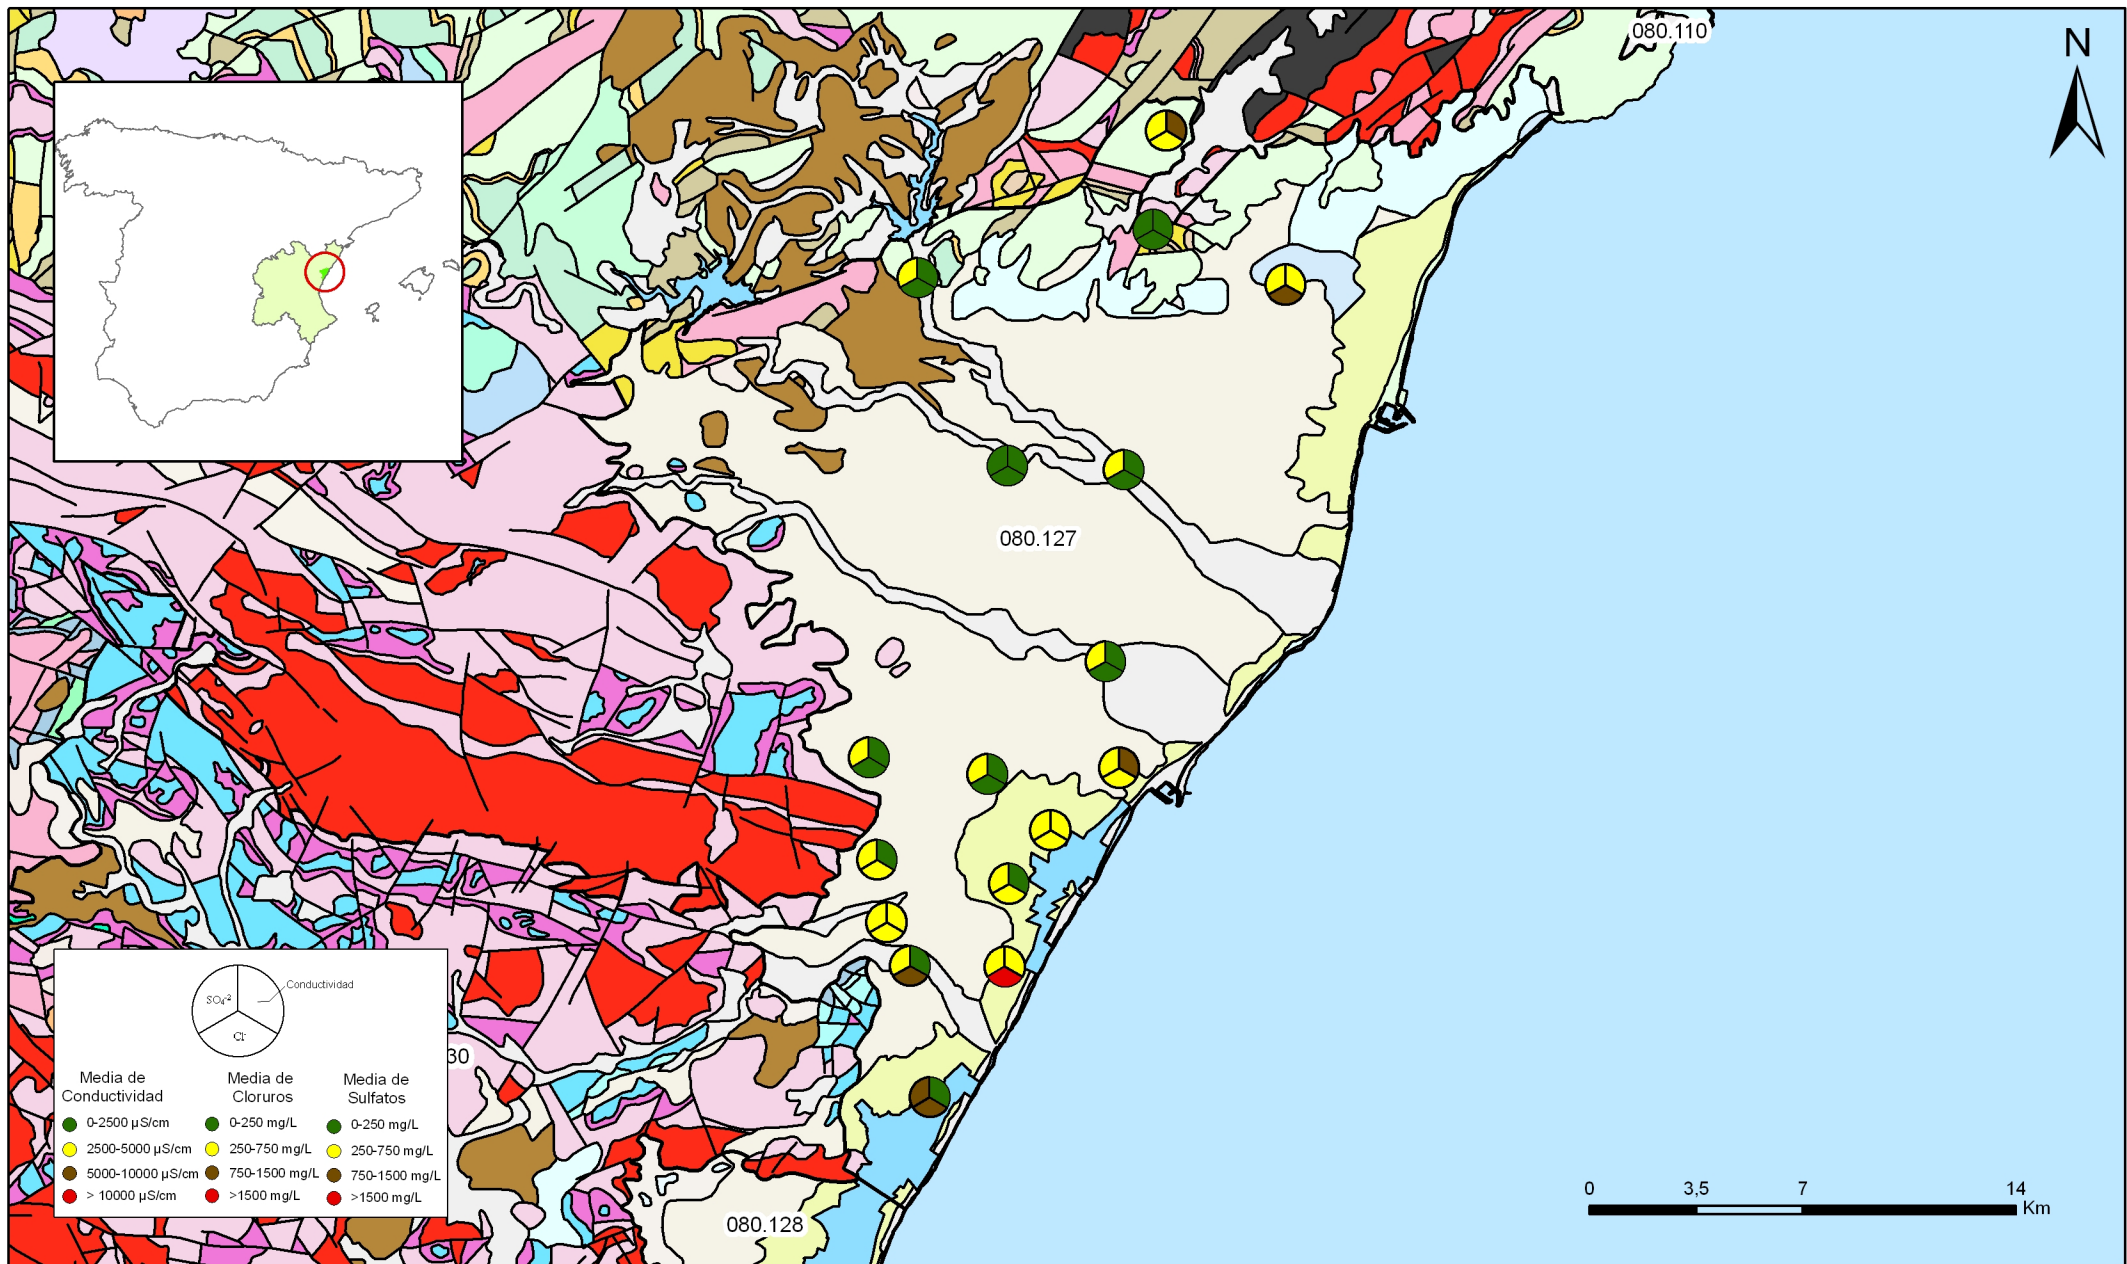 080.110
N
080.127
SO₄⁻²
Conductividad
Cl⁻
30
Media de Conductividad
Media de Cloruros
Media de Sulfatos
0-2500 µS/cm
0-250 mg/L
0-250 mg/L
2500-5000 µS/cm
250-750 mg/L
250-750 mg/L
5000-10000 µS/cm
750-1500 mg/L
750-1500 mg/L
> 10000 µS/cm
>1500 mg/L
>1500 mg/L
0 3,5 7 14
Km
080.128